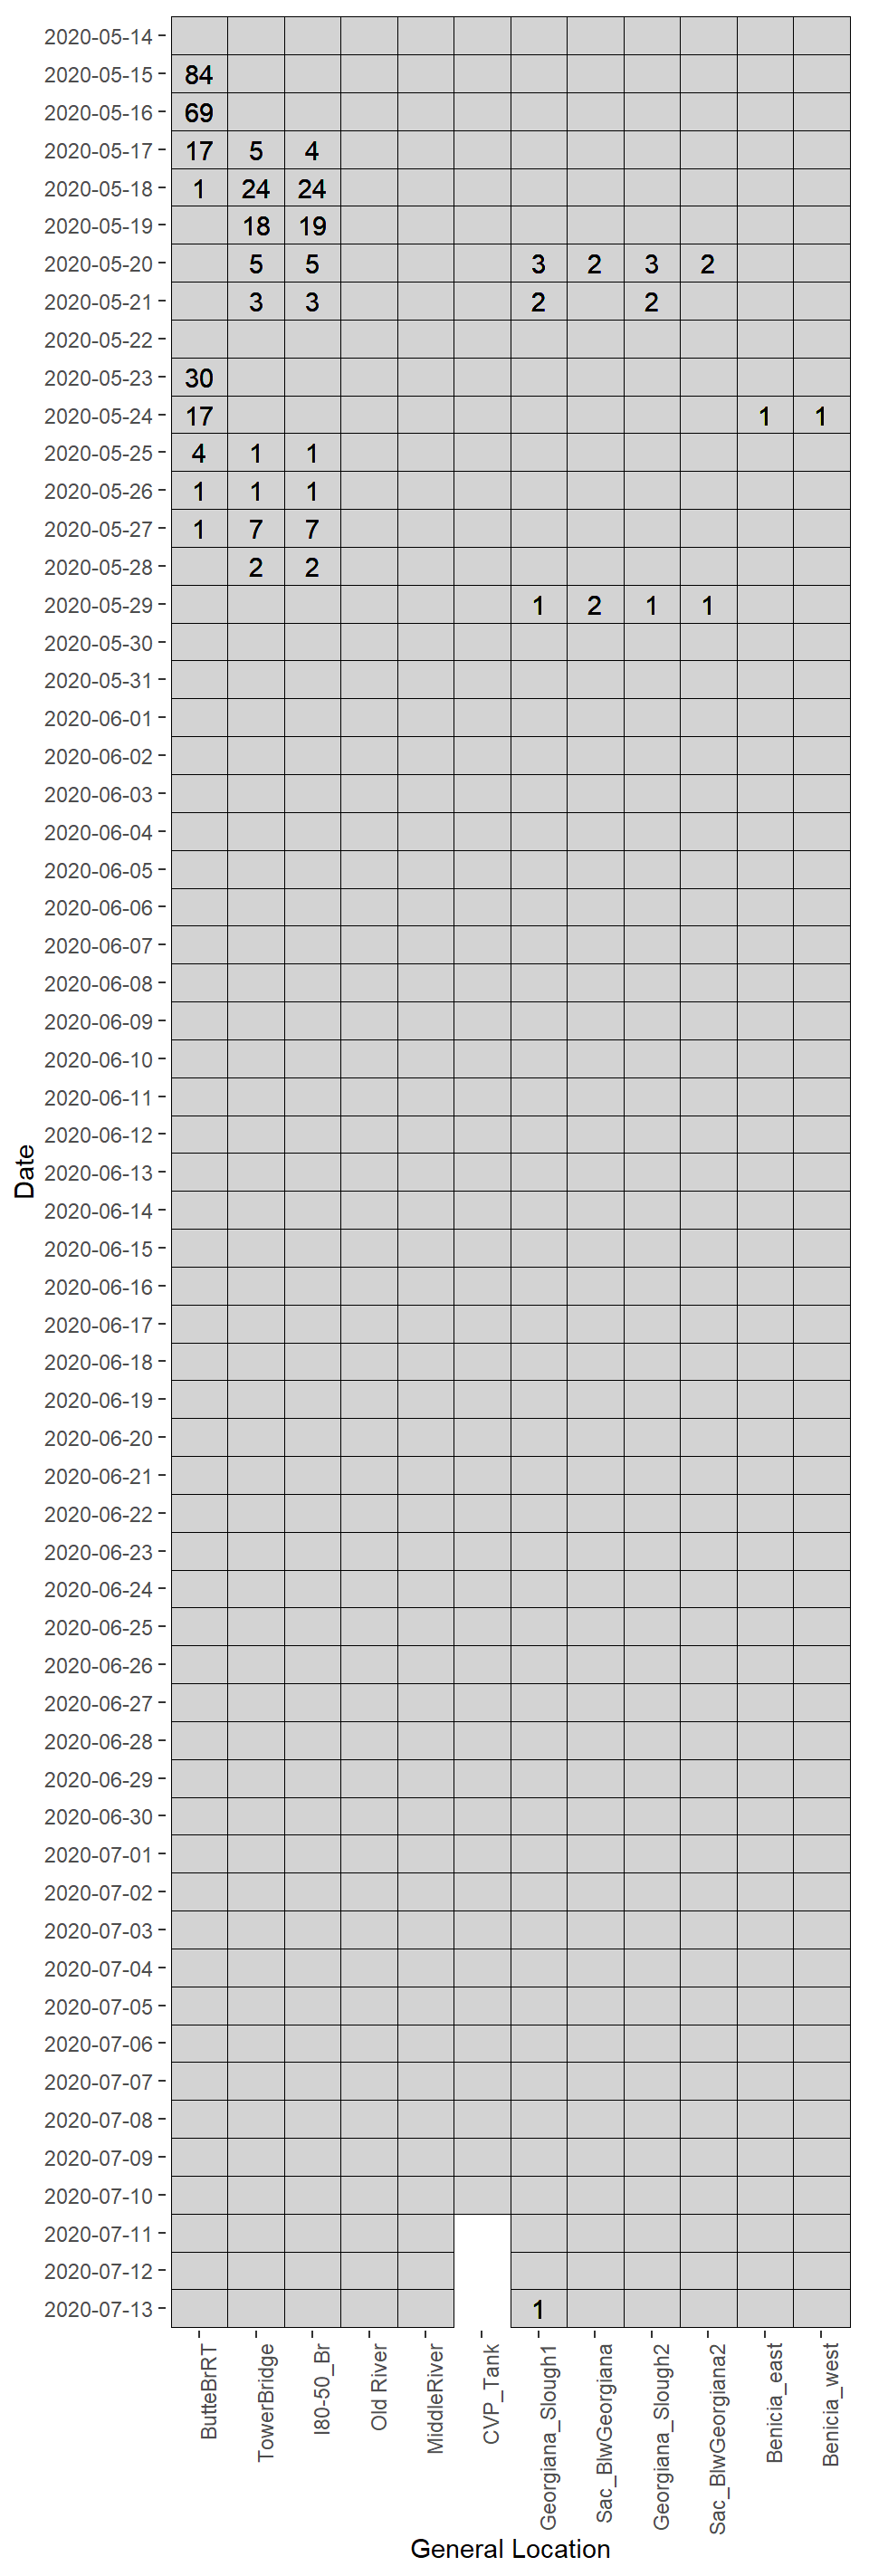 2020-05-14
2020-05-15 84
2020-05-16 69
2020-05-17 17 5 4
2020-05-18 1 24 24
2020-05-19 18 19
2020-05-20 5 5 3 2 3 2
2020-05-21 3 3 2 2
2020-05-22
2020-05-23 30
2020-05-24 17 1 1
2020-05-25 4 1 1
2020-05-26 1 1 1
2020-05-27 1 7 7
2020-05-28 2 2
2020-05-29 1 2 1 1
2020-05-30
2020-05-31
2020-06-01
2020-06-02
2020-06-03
2020-06-04
2020-06-05
2020-06-06
2020-06-07
2020-06-08
2020-06-09
2020-06-10
2020-06-11
2020-06-12
2020-06-13
2020-06-14
2020-06-15
2020-06-16
2020-06-17
2020-06-18
2020-06-19
2020-06-20
2020-06-21
2020-06-22
2020-06-23
2020-06-24
2020-06-25
2020-06-26
2020-06-27
2020-06-28
2020-06-29
2020-06-30
2020-07-01
2020-07-02
2020-07-03
2020-07-04
2020-07-05
2020-07-06
2020-07-07
2020-07-08
2020-07-09
2020-07-10
2020-07-11
2020-07-12
2020-07-13 1
Date
ButteBrRT
TowerBridge
I80-50_Br
Old River
MiddleRiver
CVP_Tank
Georgiana_Slough1
Sac_BlwGeorgiana
Georgiana_Slough2
Sac_BlwGeorgiana2
Benicia_east
Benicia_west
General Location